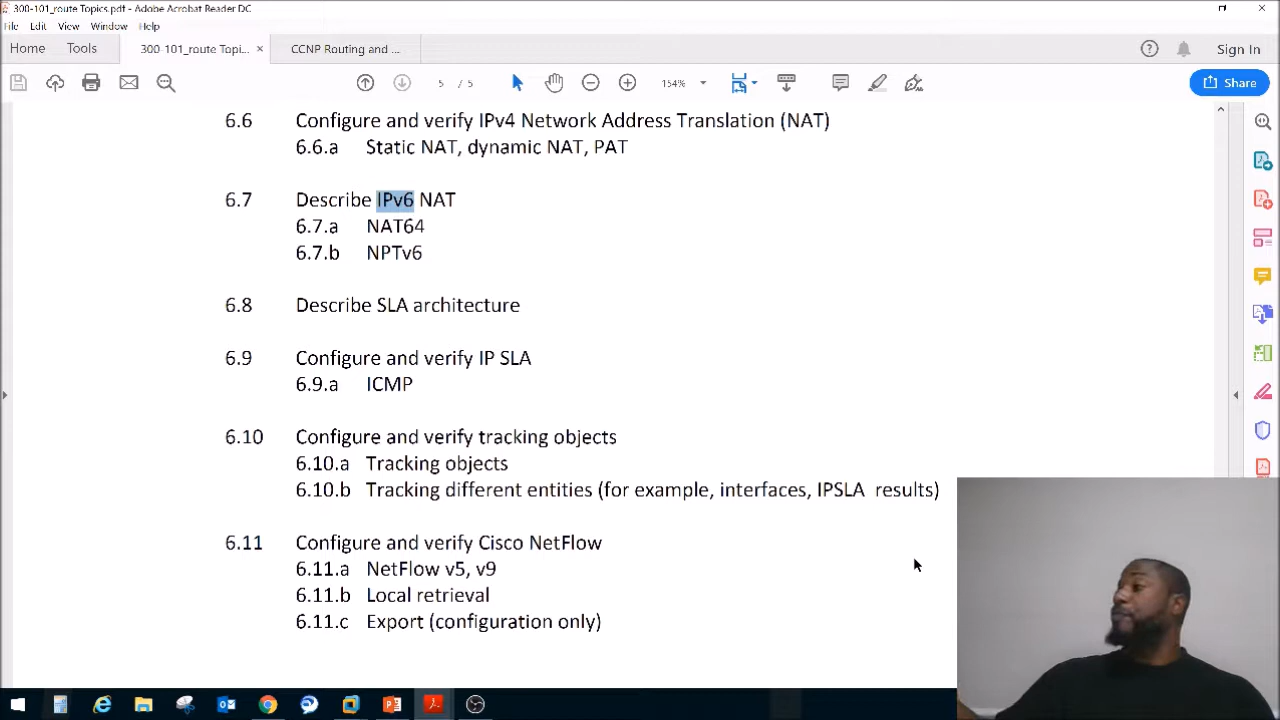 300-101_route Topics.pdf - Adobe Acrobat Reader DC
File Edit View Window Help
Home Tools 300-101_route Topi... × CCNP Routing and ... Sign In
5 / 5 154% Share
6.6 Configure and verify IPv4 Network Address Translation (NAT)
6.6.a Static NAT, dynamic NAT, PAT
6.7 Describe IPv6 NAT
6.7.a NAT64
6.7.b NPTv6
6.8 Describe SLA architecture
6.9 Configure and verify IP SLA
6.9.a ICMP
6.10 Configure and verify tracking objects
6.10.a Tracking objects
6.10.b Tracking different entities (for example, interfaces, IPSLA results)
6.11 Configure and verify Cisco NetFlow
6.11.a NetFlow v5, v9
6.11.b Local retrieval
6.11.c Export (configuration only)